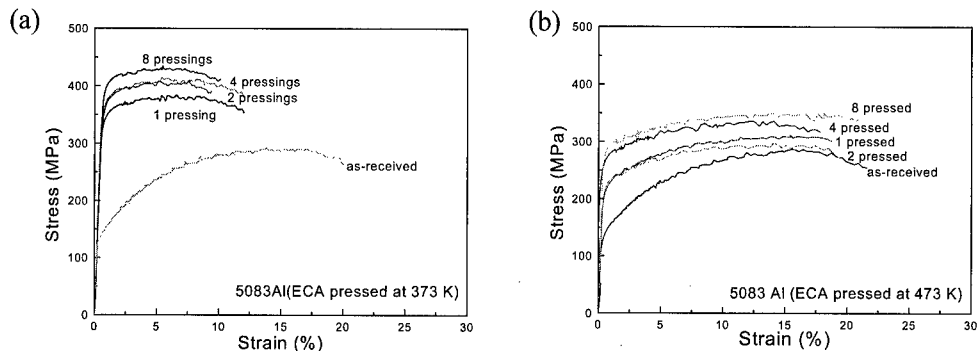 (a)
500
400
300
200
100
0
Stress (MPa)
8 pressings
4 pressings
2 pressings
1 pressing
as-received
5083Al(ECA pressed at 373 K)
0 5 10 15 20 25 30
Strain (%)
(b)
500
400
300
200
100
0
Stress (MPa)
8 pressed
4 pressed
1 pressed
2 pressed
as-received
5083 Al (ECA pressed at 473 K)
0 5 10 15 20 25 30
Strain (%)